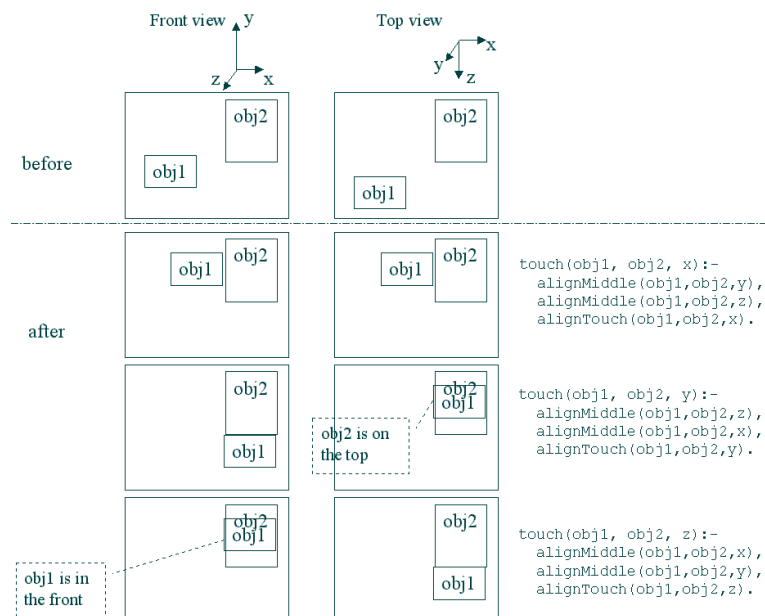 Front view y
Top view
z x
x
y
z
obj2
obj2
before
obj1
obj1
obj2
obj2
obj1
obj1
touch(obj1, obj2, x):-
alignMiddle(obj1,obj2,y),
alignMiddle(obj1,obj2,z),
alignTouch(obj1,obj2,x).
after
obj2
obj1
obj2
obj1
obj2 is on
the top
touch(obj1, obj2, y):-
alignMiddle(obj1,obj2,z),
alignMiddle(obj1,obj2,x),
alignTouch(obj1,obj2,y).
obj2
obj1
obj2
obj1
obj1 is in
the front
touch(obj1, obj2, z):-
alignMiddle(obj1,obj2,x),
alignMiddle(obj1,obj2,y),
alignTouch(obj1,obj2,z).